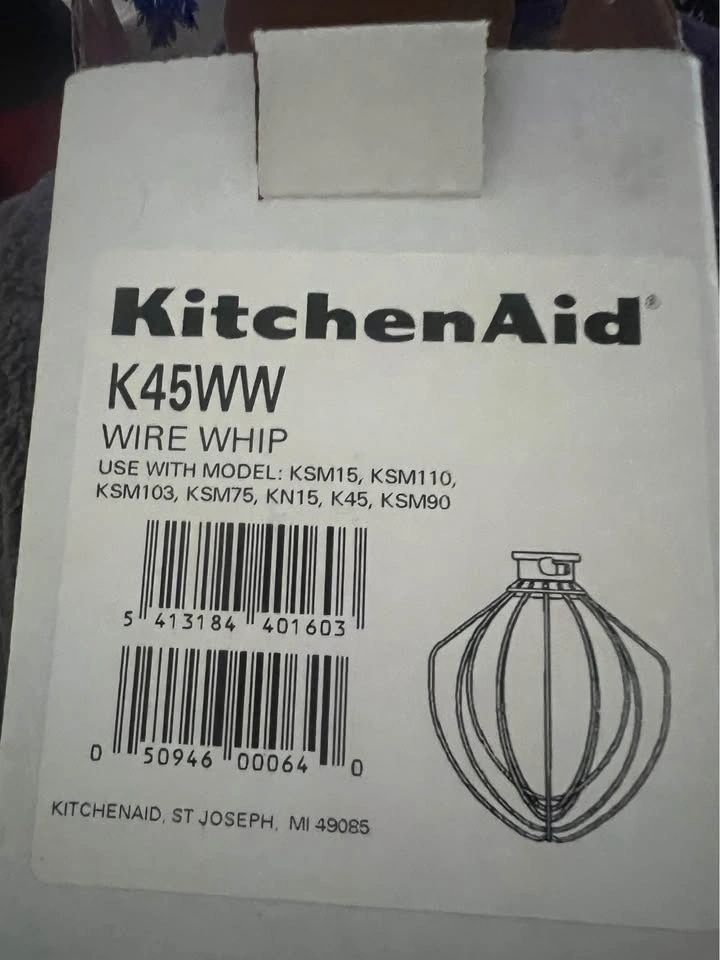 KitchenAid®
K45WW
WIRE WHIP
USE WITH MODEL: KSM15, KSM110,
KSM103, KSM75, KN15, K45, KSM90
5 413184 401603
0 50946 00064 0
KITCHENAID, ST JOSEPH, MI 49085